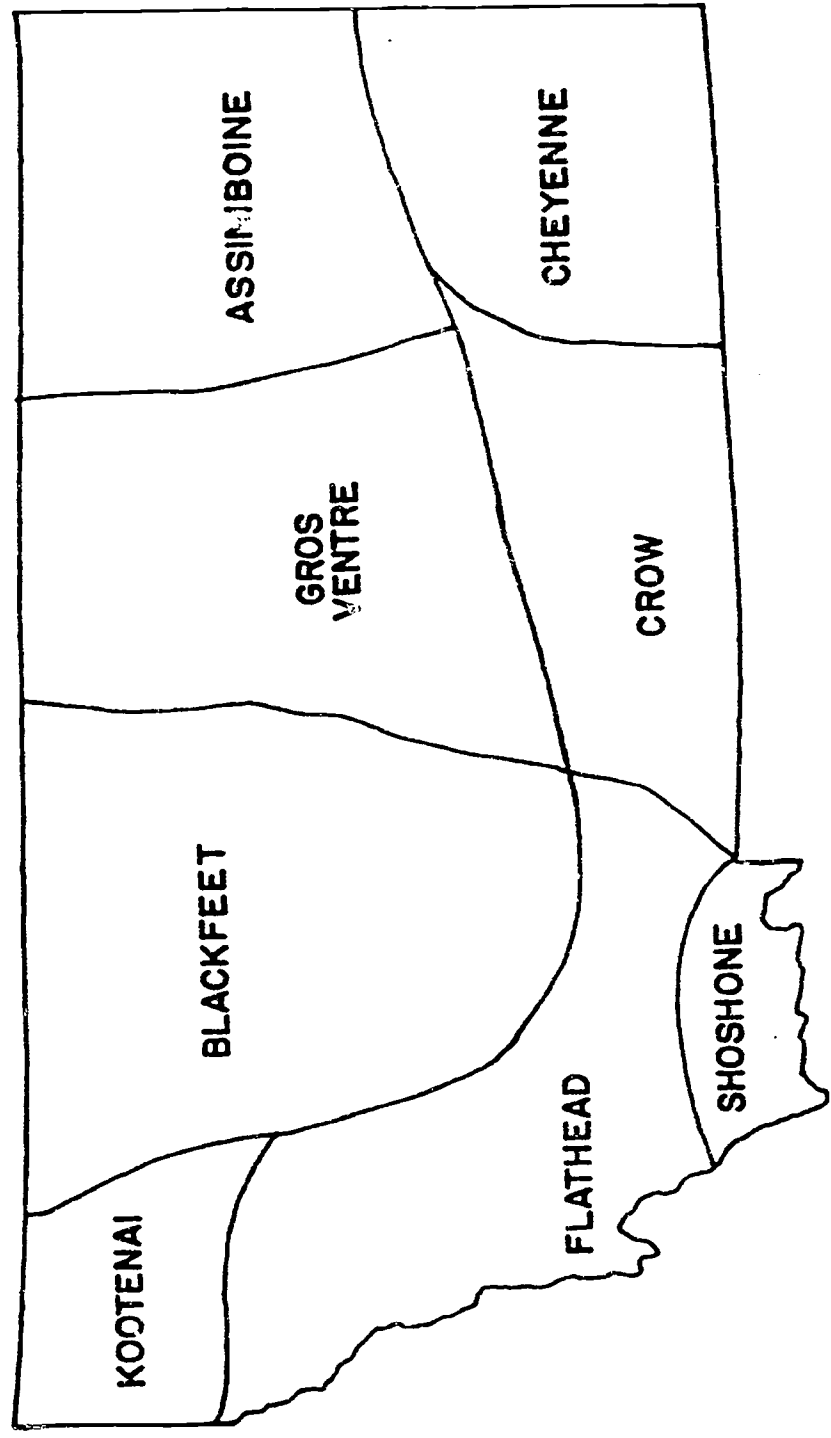 KOOTENAI
BLACKFEET
GROS
VENTRE
ASSINIBOINE
FLATHEAD
SHOSHONE
CROW
CHEYENNE